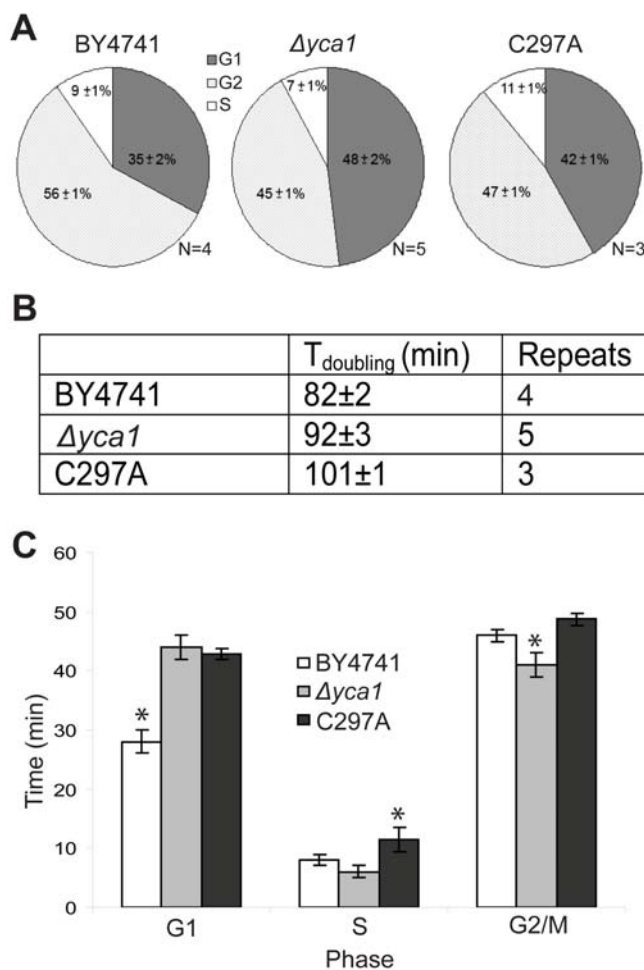 A
BY4741
Δyca1
C297A
G1
G2
S
9 ±1%
35±2%
56±1%
N=4
7 ±1%
48±2%
45±1%
N=5
11 ±1%
42±1%
47±1%
N=3
B
Tdoubling (min) Repeats
BY4741 82±2 4
Δyca1 92±3 5
C297A 101±1 3
C
60
50
40
30
20
10
0
Time (min)
BY4741
Δyca1
C297A
*
*
*
G1 S G2/M
Phase